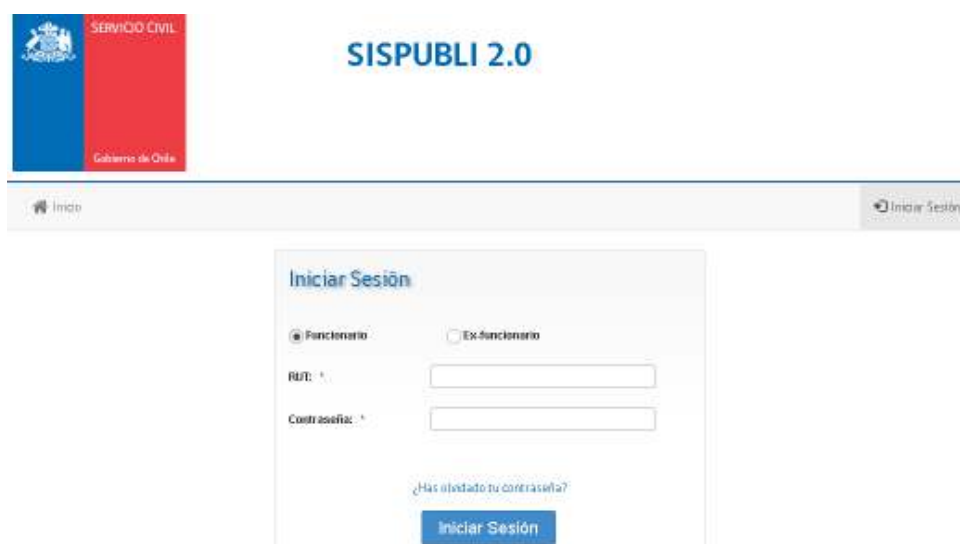 SERVICIO CIVIL
Gobierno de Chile
SISPUBLI 2.0
Inicio
Iniciar Sesión
Iniciar Sesión
Funcionario
Ex-funcionario
RUT: *
Contraseña: *
¿Has olvidado tu contraseña?
Iniciar Sesión